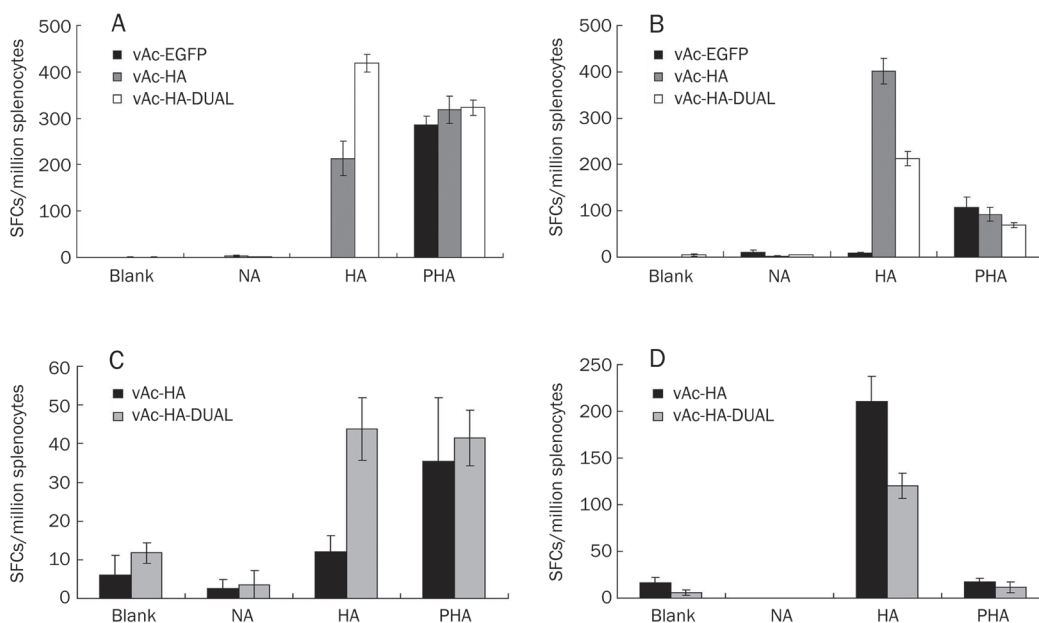 A
SFCs/million splenocytes
500
400
300
200
100
0
vAc-EGFP
vAc-HA
vAc-HA-DUAL
Blank NA HA PHA
B
SFCs/million splenocytes
500
400
300
200
100
0
vAc-EGFP
vAc-HA
vAc-HA-DUAL
Blank NA HA PHA
C
SFCs/million splenocytes
60
50
40
30
20
10
0
vAc-HA
vAc-HA-DUAL
Blank NA HA PHA
D
SFCs/million splenocytes
250
200
150
100
50
0
vAc-HA
vAc-HA-DUAL
Blank NA HA PHA